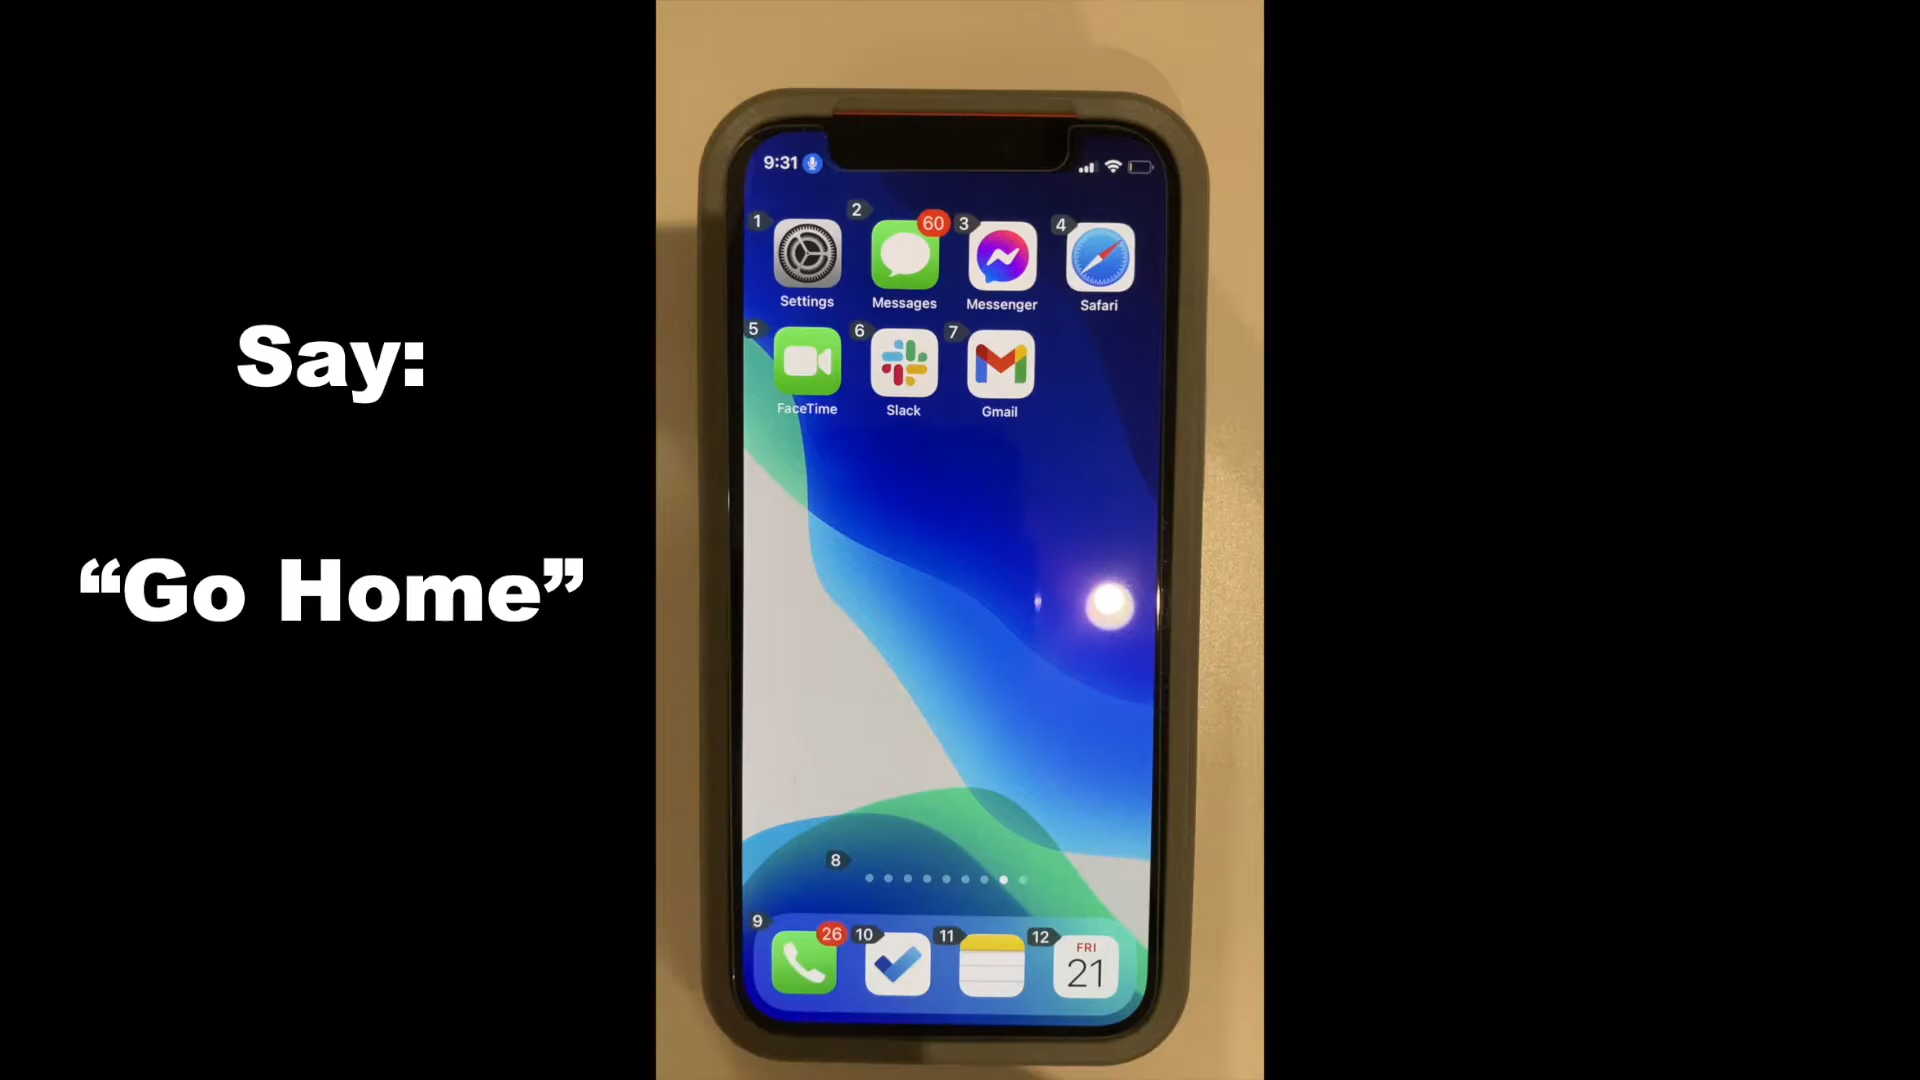 Say:
“Go Home”
9:31
1 2 60 3 4
Settings Messages Messenger Safari
5 6 7
FaceTime Slack Gmail
8
9 26 10 11 12
FRI
21